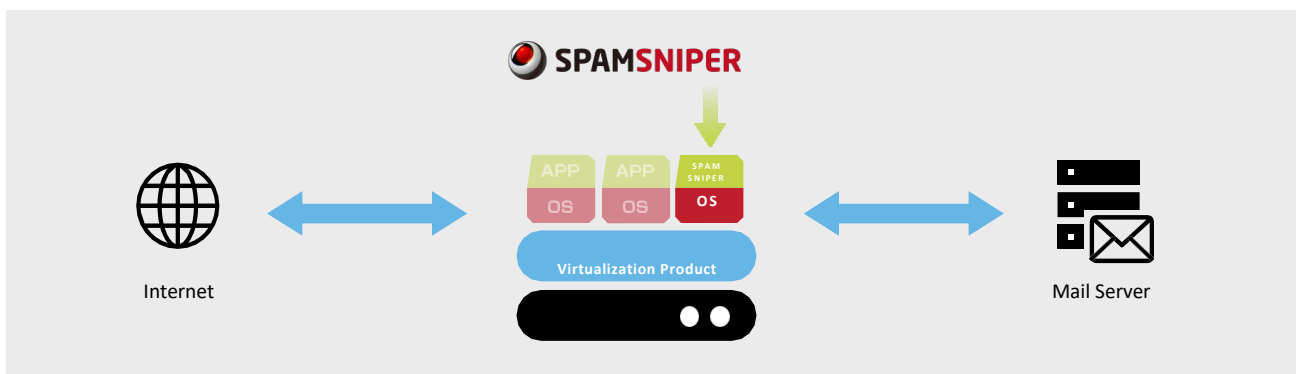 SPAMSNIPER
APP
APP
SPAM
SNIPER
OS
OS
OS
Virtualization Product
Internet
Mail Server